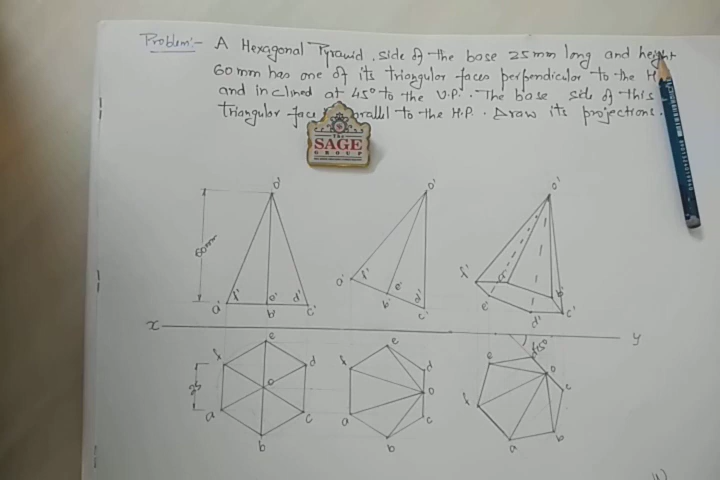 Problem:- A Hexagonal Pyramid, side of the base 25mm long and height
60mm has one of its triangular faces perpendicular to the H
and inclined at 45° to the V.P. The base side of this
triangular face parallel to the H.P. Draw its projections.
The
SAGE
GROUP
o' o' o'
60mm
a' f' b' e' d' c'
a' f' b' e' d' c'
f' a' e' b' d' c'
x y
45°
e f d o a c b 25
e f d o a c b
e d o c f a b